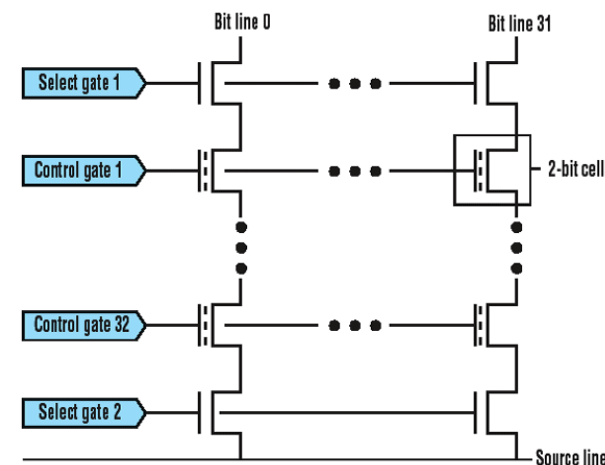 Bit line 0
Bit line 31
Select gate 1
Control gate 1
2-bit cell
Control gate 32
Select gate 2
Source line